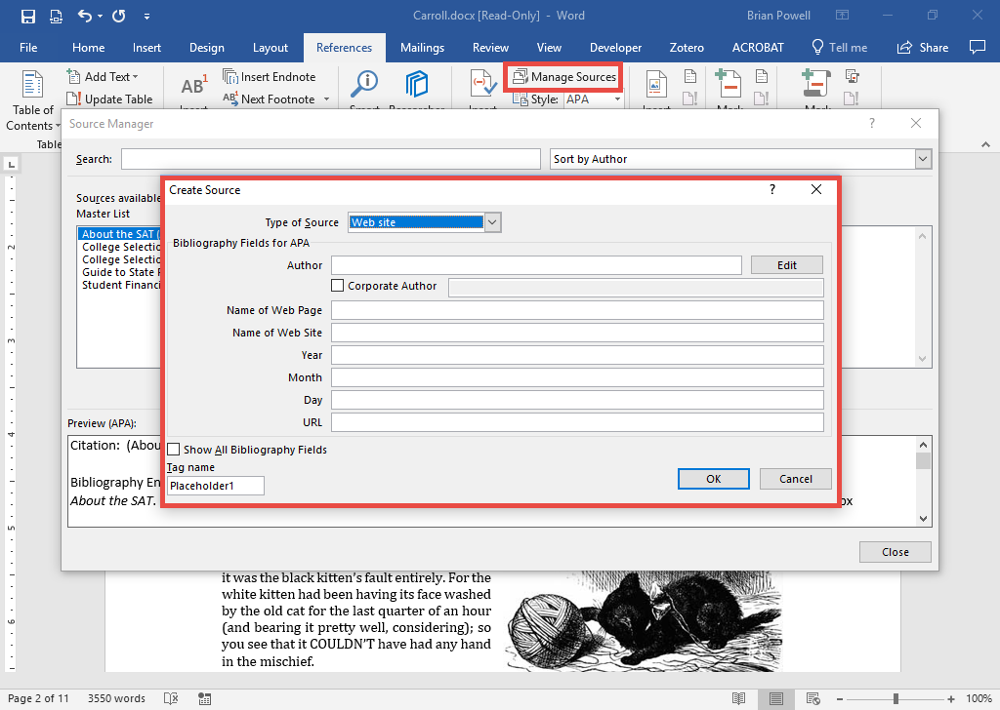 Carroll.docx [Read-Only] - Word
Brian Powell
File Home Insert Design Layout References Mailings Review View Developer Zotero ACROBAT Tell me Share
Table of Contents
Add Text
Update Table
Table
AB¹
Insert Endnote
Next Footnote
Manage Sources
Style: APA
Source Manager
?
Search:
Sort by Author
Sources available
Master List
About the SAT (
College Selectio
College Selectio
Guide to State
Student Financi
Create Source
?
Type of Source Web site
Bibliography Fields for APA
Author
Edit
Corporate Author
Name of Web Page
Name of Web Site
Year
Month
Day
URL
Show All Bibliography Fields
Tag name
Placeholder1
OK
Cancel
Preview (APA):
Citation: (Abou
Bibliography En
About the SAT.
ox
Close
it was the black kitten's fault entirely. For the
white kitten had been having its face washed
by the old cat for the last quarter of an hour
(and bearing it pretty well, considering); so
you see that it COULDN'T have had any hand
in the mischief.
2
3
4
5
6
Page 2 of 11 3550 words
100%